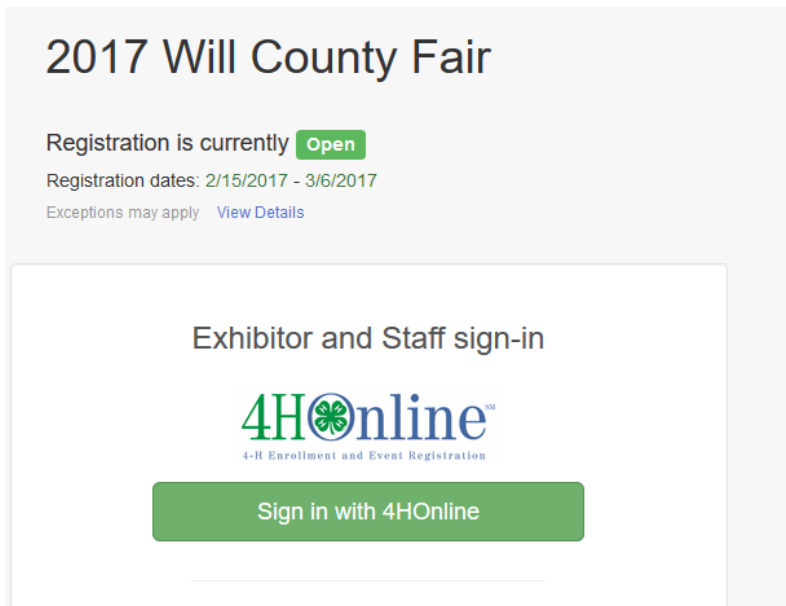 2017 Will County Fair
Registration is currently Open
Registration dates: 2/15/2017 - 3/6/2017
Exceptions may apply View Details
Exhibitor and Staff sign-in
4HOnline SM
4-H Enrollment and Event Registration
Sign in with 4HOnline